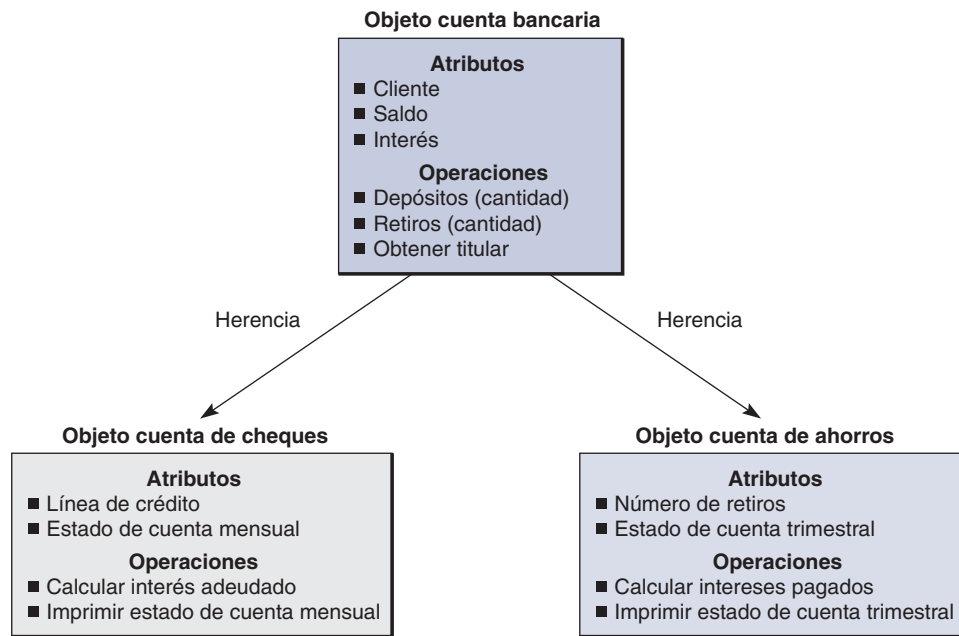 Objeto cuenta bancaria
Atributos
■ Cliente
■ Saldo
■ Interés
Operaciones
■ Depósitos (cantidad)
■ Retiros (cantidad)
■ Obtener titular
Herencia
Herencia
Objeto cuenta de cheques
Atributos
■ Línea de crédito
■ Estado de cuenta mensual
Operaciones
■ Calcular interés adeudado
■ Imprimir estado de cuenta mensual
Objeto cuenta de ahorros
Atributos
■ Número de retiros
■ Estado de cuenta trimestral
Operaciones
■ Calcular intereses pagados
■ Imprimir estado de cuenta trimestral